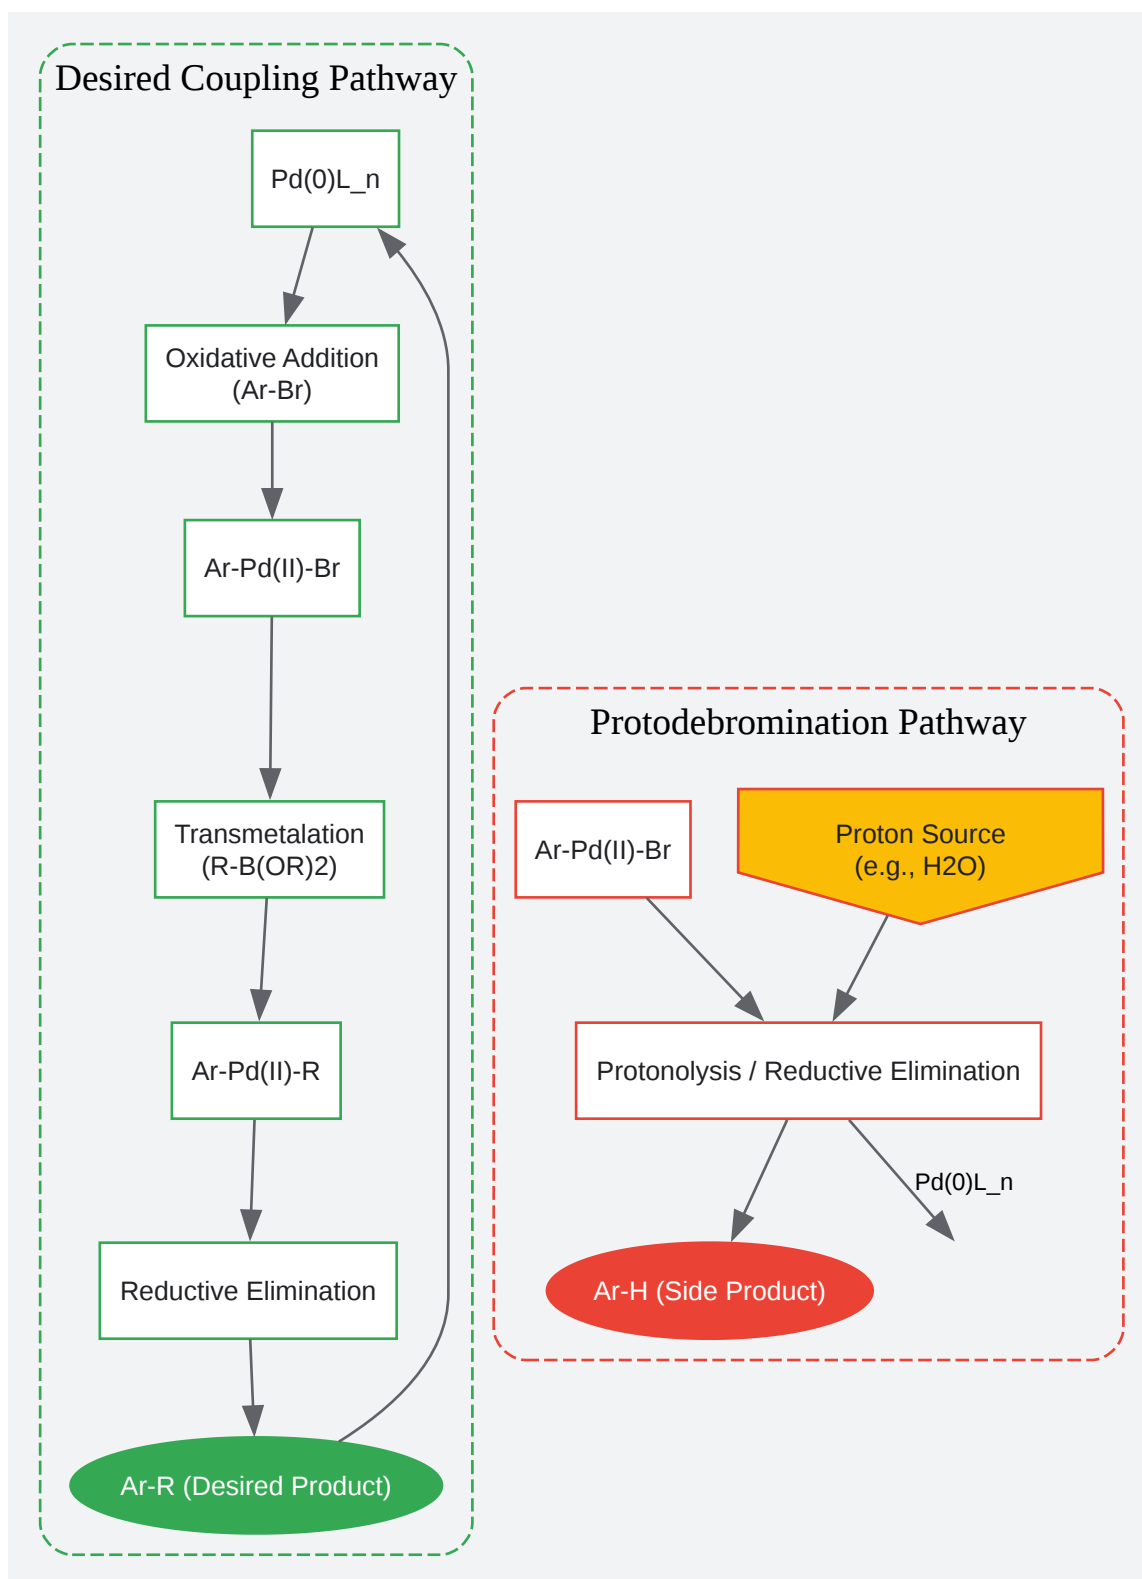 Desired Coupling Pathway
Pd(0)L_n
Oxidative Addition
(Ar-Br)
Ar-Pd(II)-Br
Transmetalation
(R-B(OR)2)
Ar-Pd(II)-R
Reductive Elimination
Ar-R (Desired Product)
Protodebromination Pathway
Ar-Pd(II)-Br
Proton Source
(e.g., H2O)
Protonolysis / Reductive Elimination
Pd(0)L_n
Ar-H (Side Product)